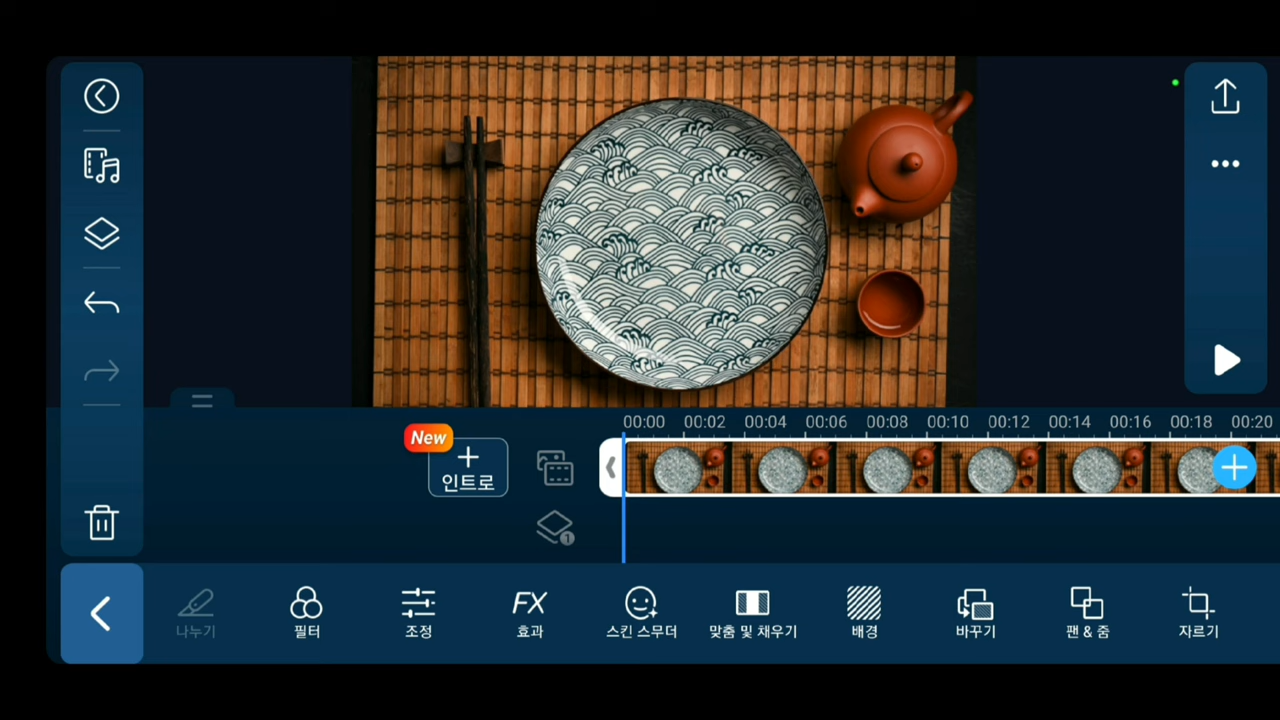 00:00 00:02 00:04 00:06 00:08 00:10 00:12 00:14 00:16 00:18 00:20
New
인트로
1
FX
나누기 필터 조정 효과 스킨 스무더 맞춤 및 채우기 배경 바꾸기 팬 & 줌 자르기